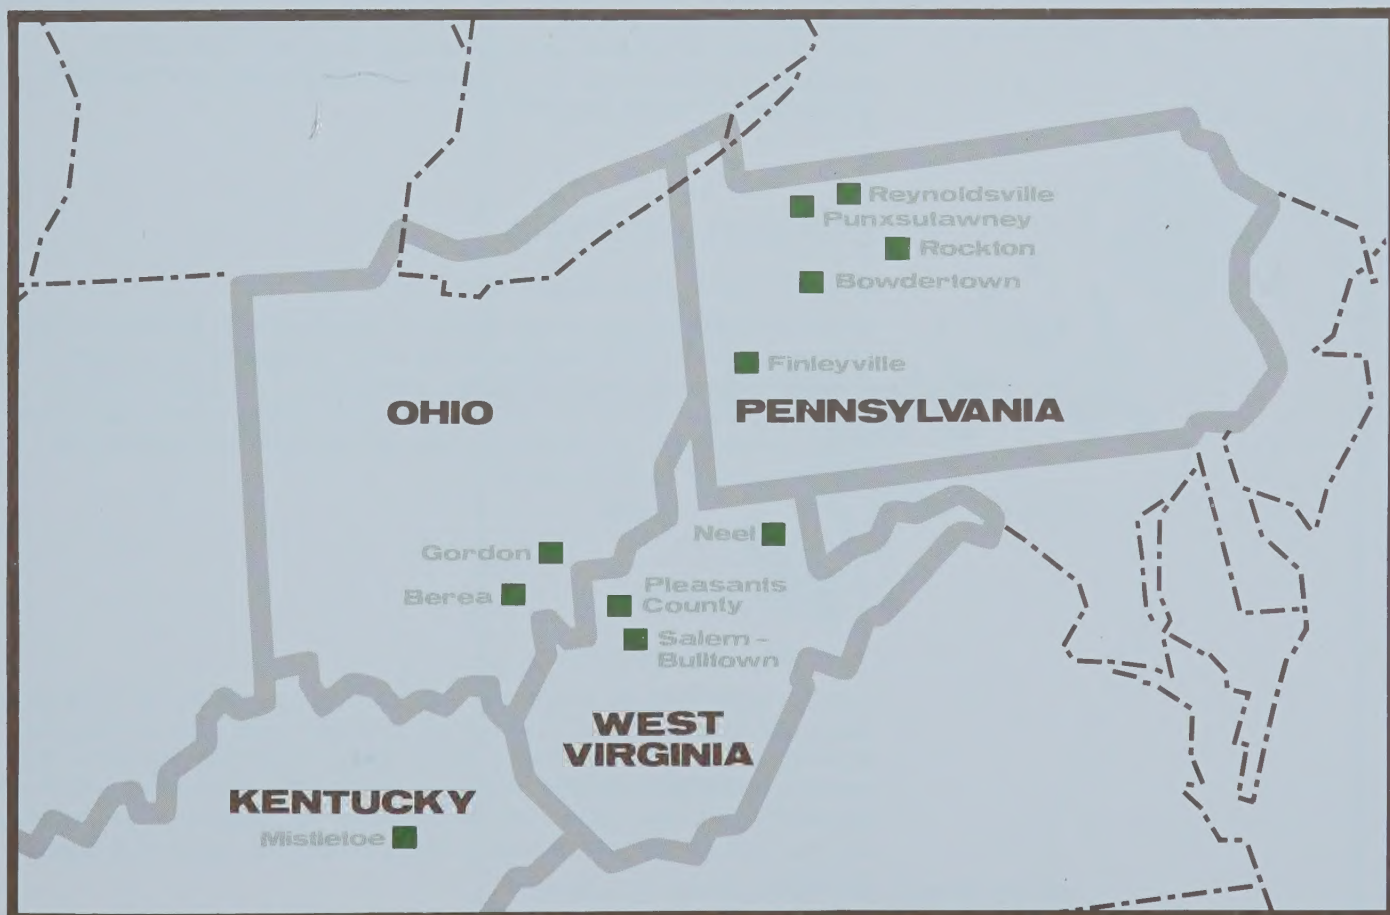 Reynoldsville
Punxsutawney
Rockton
Bowdertown
Finleyville
OHIO
PENNSYLVANIA
Neel
Gordon
Berea
Pleasants
County
Salem -
Bulltown
WEST
VIRGINIA
KENTUCKY
Mistletoe